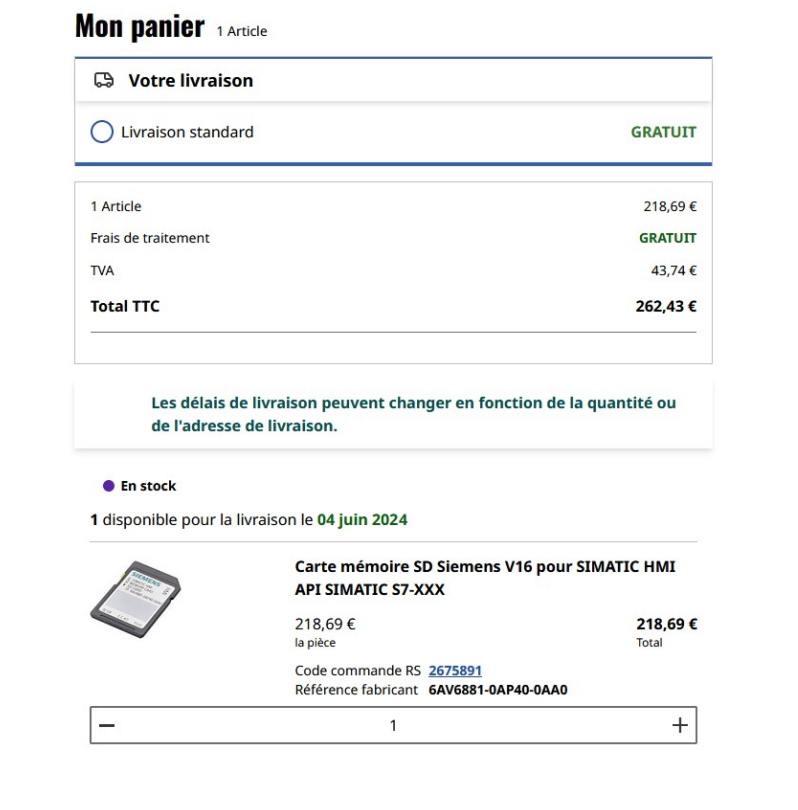 Mon panier 1 Article
Votre livraison
Livraison standard GRATUIT
1 Article 218,69 €
Frais de traitement GRATUIT
TVA 43,74 €
Total TTC 262,43 €
Les délais de livraison peuvent changer en fonction de la quantité ou
de l'adresse de livraison.
En stock
1 disponible pour la livraison le 04 juin 2024
SIEMENS
Carte mémoire SD Siemens V16 pour SIMATIC HMI
API SIMATIC S7-XXX
218,69 € 218,69 €
la pièce Total
Code commande RS 2675891
Référence fabricant 6AV6881-0AP40-0AA0
− 1 +